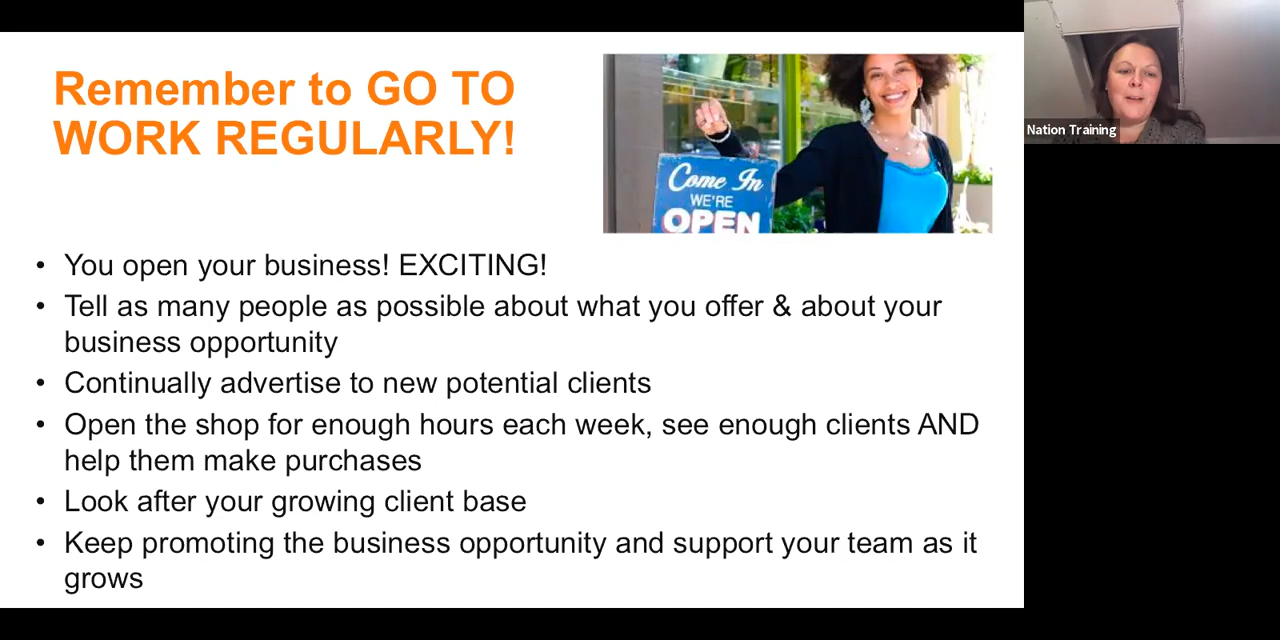 Remember to GO TO
WORK REGULARLY!
Come In
WE'RE
OPEN
Nation Training
• You open your business! EXCITING!
• Tell as many people as possible about what you offer & about your
business opportunity
• Continually advertise to new potential clients
• Open the shop for enough hours each week, see enough clients AND
help them make purchases
• Look after your growing client base
• Keep promoting the business opportunity and support your team as it
grows